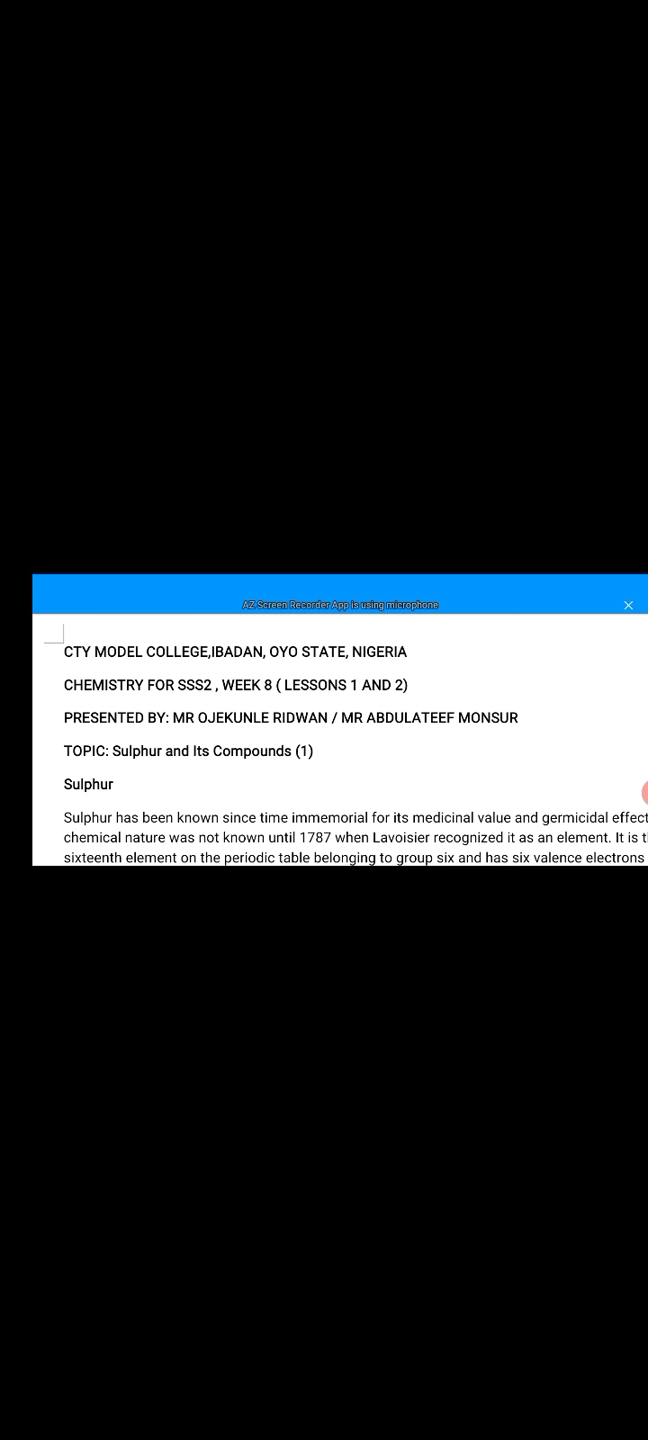 AZ Screen Recorder App is using microphone
CTY MODEL COLLEGE,IBADAN, OYO STATE, NIGERIA
CHEMISTRY FOR SSS2 , WEEK 8 ( LESSONS 1 AND 2)
PRESENTED BY: MR OJEKUNLE RIDWAN / MR ABDULATEEF MONSUR
TOPIC: Sulphur and Its Compounds (1)
Sulphur
Sulphur has been known since time immemorial for its medicinal value and germicidal effect
chemical nature was not known until 1787 when Lavoisier recognized it as an element. It is
sixteenth element on the periodic table belonging to group six and has six valence electrons